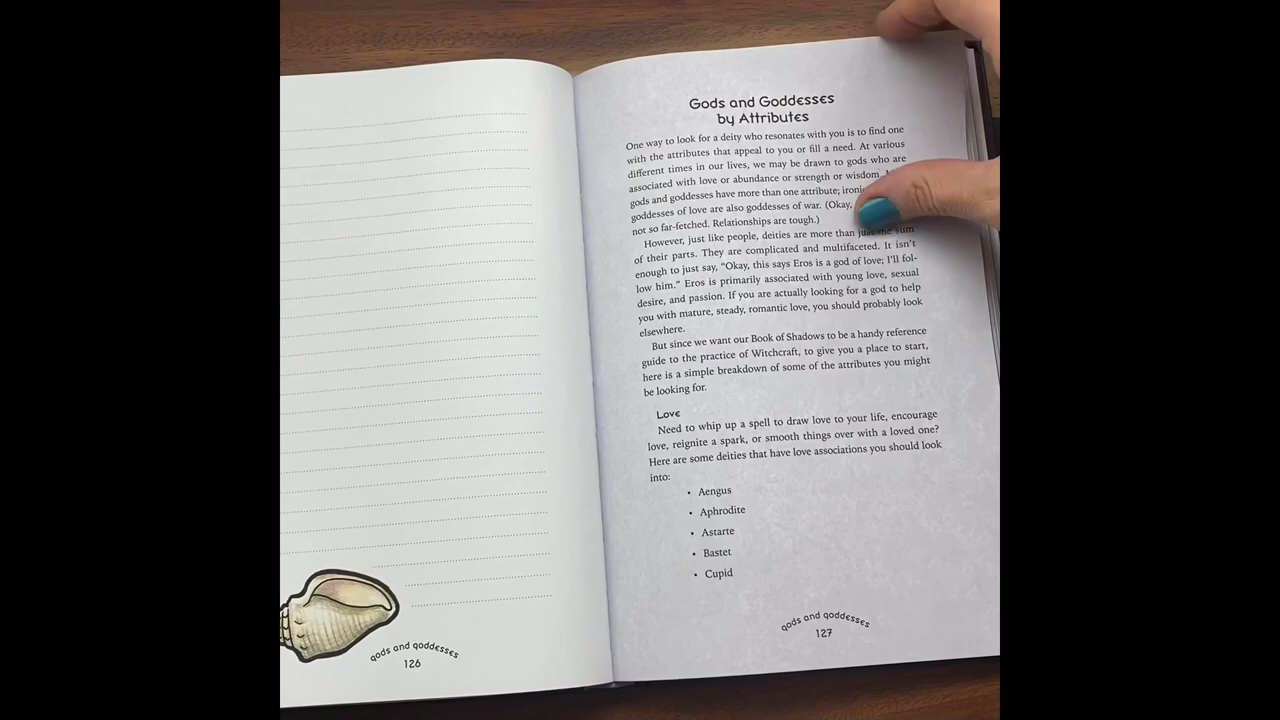 gods and goddesses
126
Gods and Goddesses
by Attributes
One way to look for a deity who resonates with you is to find one
with the attributes that appeal to you or fill a need. At various
different times in our lives, we may be drawn to gods who are
associated with love or abundance or strength or wisdom.
gods and goddesses have more than one attribute;
goddesses of love are also goddesses of war. (Okay,
not so far-fetched. Relationships are tough.)
However, just like people, deities are more than just the sum
of their parts. They are complicated and multifaceted. It isn't
enough to just say, “Okay, this says Eros is a god of love; I'll fol-
low him.” Eros is primarily associated with young love, sexual
desire, and passion. If you are actually looking for a god to help
you with mature, steady, romantic love, you should probably look
elsewhere.
But since we want our Book of Shadows to be a handy reference
guide to the practice of Witchcraft, to give you a place to start,
here is a simple breakdown of some of the attributes you might
be looking for.
Love
Need to whip up a spell to draw love to your life, encourage
love, reignite a spark, or smooth things over with a loved one?
Here are some deities that have love associations you should look
into:
• Aengus
• Aphrodite
• Astarte
• Bastet
• Cupid
gods and goddesses
127